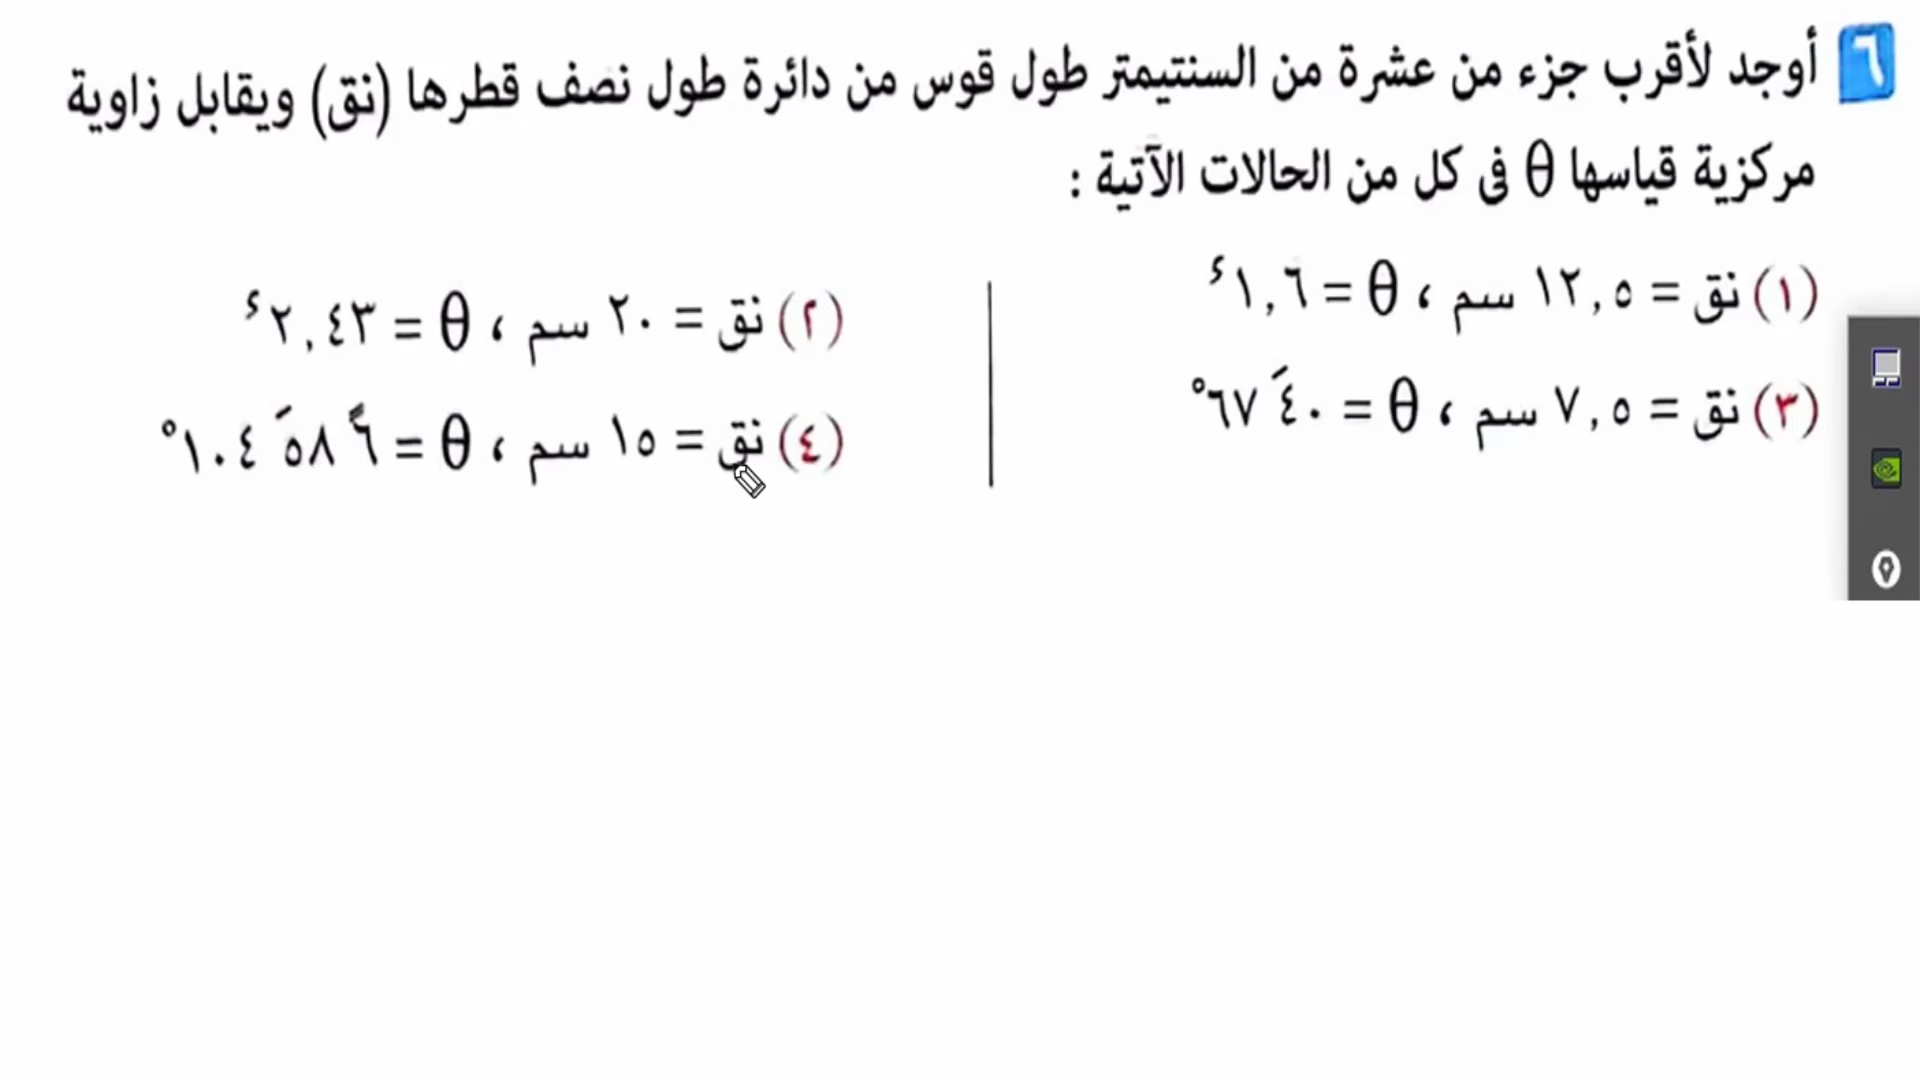 ٦ أوجد لأقرب جزء من عشرة من السنتيمتر طول قوس من دائرة طول نصف قطرها (نق) ويقابل زاوية
مركزية قياسها θ فى كل من الحالات الآتية :
(١) نق = ١٢,٥ سم ، θ = ١,٦ء
(٢) نق = ٢٠ سم ، θ = ٢,٤٣ء
(٣) نق = ٧,٥ سم ، θ = ٤٠َ ٦٧°
(٤) نق = ١٥ سم ، θ = ٦ً ٥٨َ ١٠٤°